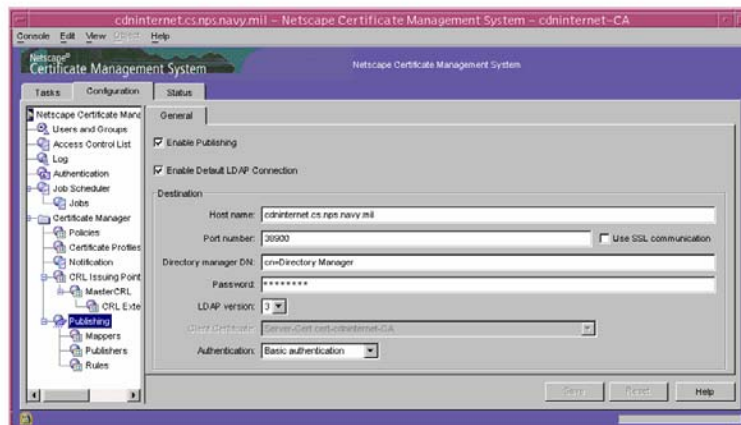 cdninternet.cs.nps.navy.mil - Netscape Certificate Management System - cdninternet-CA
Console Edit View Object Help
Netscape®
Certificate Management System
Netscape Certificate Management System
Tasks Configuration Status
Netscape Certificate Mana
Users and Groups
Access Control List
Log
Authentication
Job Scheduler
Jobs
Certificate Manager
Policies
Certificate Profiles
Notification
CRL Issuing Point
MasterCRL
CRL Exte
Publishing
Mappers
Publishers
Rules
General
Enable Publishing
Enable Default LDAP Connection
Destination
Host name: cdninternet.cs.nps.navy.mil
Port number: 38900
Use SSL communication
Directory manager DN: cn=Directory Manager
Password: ********
LDAP version: 3
Client Certificate: Server-Cert cert-cdninternet-CA
Authentication: Basic authentication
Save Reset Help